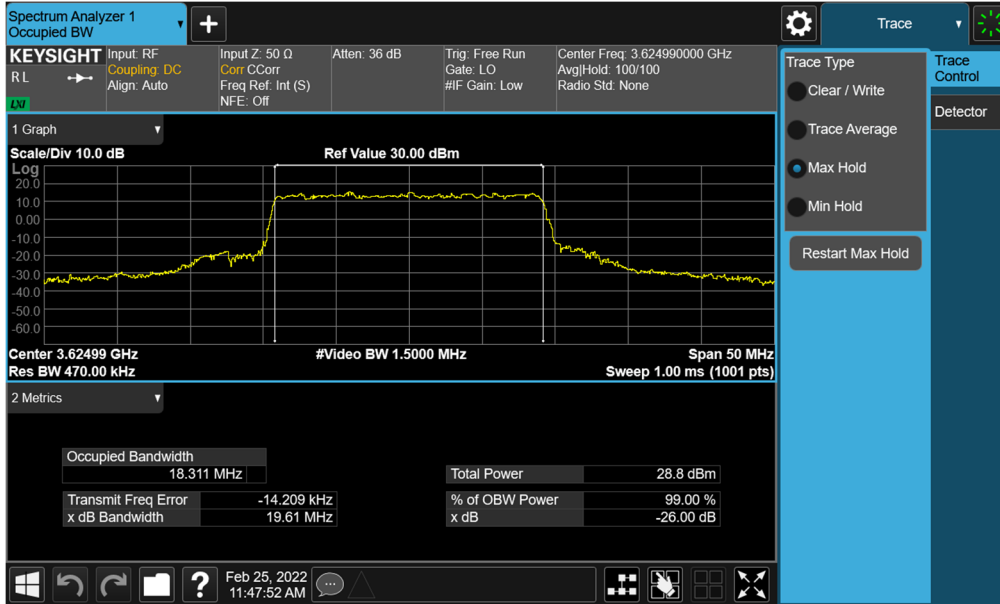 Spectrum Analyzer 1
Occupied BW
+
Trace
KEYSIGHT
Input: RF
Input Z: 50 Ω
Atten: 36 dB
Trig: Free Run
Center Freq: 3.624990000 GHz
R L
Coupling: DC
Corr CCorr
Gate: LO
Avg|Hold: 100/100
Align: Auto
Freq Ref: Int (S)
#IF Gain: Low
Radio Std: None
LXI
NFE: Off
Trace Type
Clear / Write
Trace Average
Max Hold
Min Hold
Restart Max Hold
Trace
Control
Detector
1 Graph
Scale/Div 10.0 dB
Ref Value 30.00 dBm
Log
20.0
10.0
0.00
-10.0
-20.0
-30.0
-40.0
-50.0
-60.0
Center 3.62499 GHz
#Video BW 1.5000 MHz
Span 50 MHz
Res BW 470.00 kHz
Sweep 1.00 ms (1001 pts)
2 Metrics
Occupied Bandwidth
18.311 MHz
Total Power 28.8 dBm
Transmit Freq Error -14.209 kHz
% of OBW Power 99.00 %
x dB Bandwidth 19.61 MHz
x dB -26.00 dB
?
Feb 25, 2022
11:47:52 AM